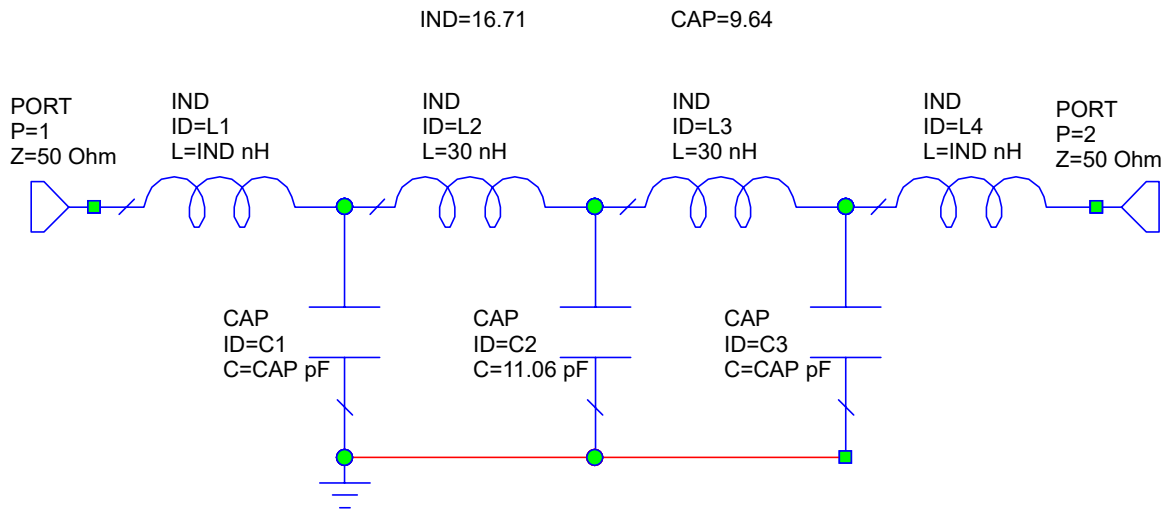 IND=16.71
CAP=9.64
PORT
P=1
Z=50 Ohm
IND
ID=L1
L=IND nH
IND
ID=L2
L=30 nH
IND
ID=L3
L=30 nH
IND
ID=L4
L=IND nH
PORT
P=2
Z=50 Ohm
CAP
ID=C1
C=CAP pF
CAP
ID=C2
C=11.06 pF
CAP
ID=C3
C=CAP pF